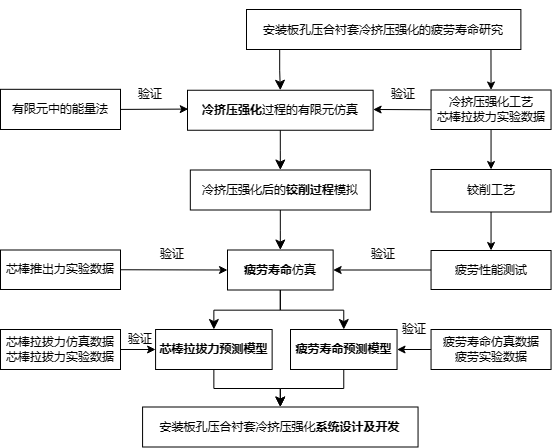 安装板孔压合衬套冷挤压强化的疲劳寿命研究
有限元中的能量法
验证
冷挤压强化过程的有限元仿真
验证
冷挤压强化工艺
芯棒拉拔力实验数据
冷挤压强化后的铰削过程模拟
铰削工艺
芯棒推出力实验数据
验证
疲劳寿命仿真
验证
疲劳性能测试
芯棒拉拔力仿真数据
芯棒拉拔力实验数据
验证
芯棒拉拔力预测模型
疲劳寿命预测模型
验证
疲劳寿命仿真数据
疲劳实验数据
安装板孔压合衬套冷挤压强化系统设计及开发